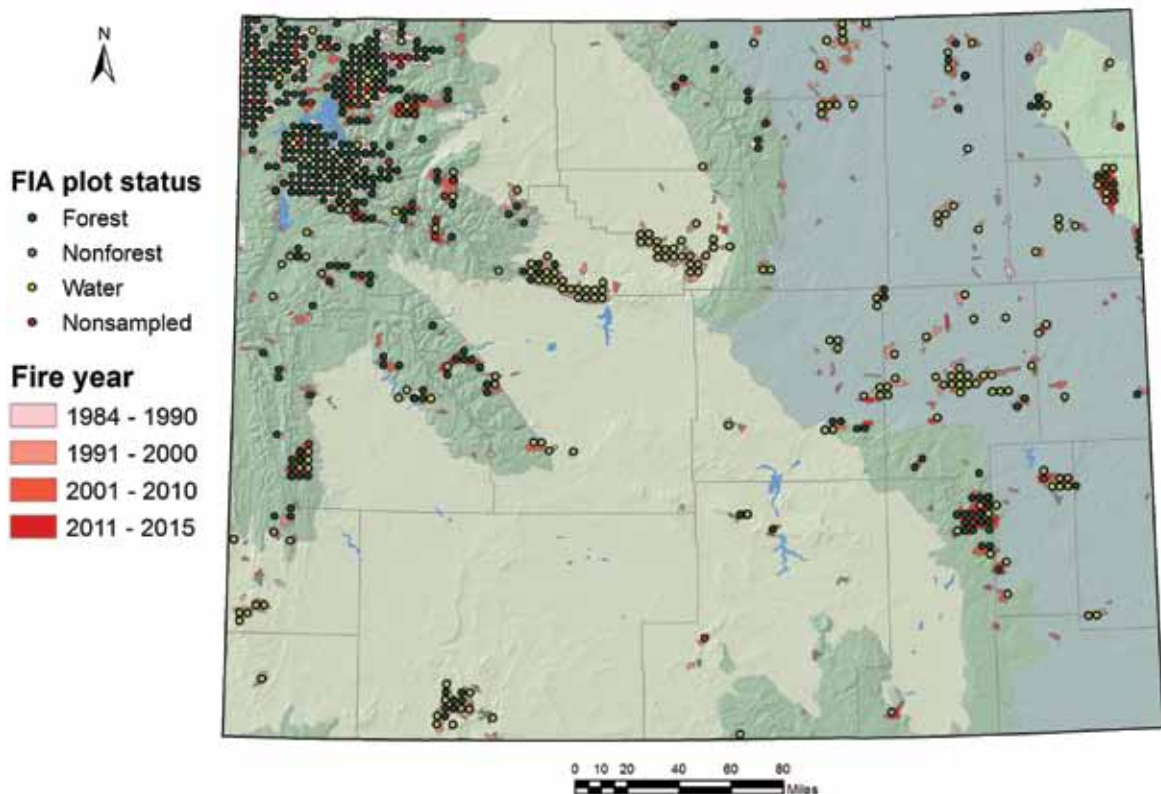 N
FIA plot status
Forest
Nonforest
Water
Nonsampled
Fire year
1984 - 1990
1991 - 2000
2001 - 2010
2011 - 2015
0 10 20 40 60 80
Miles